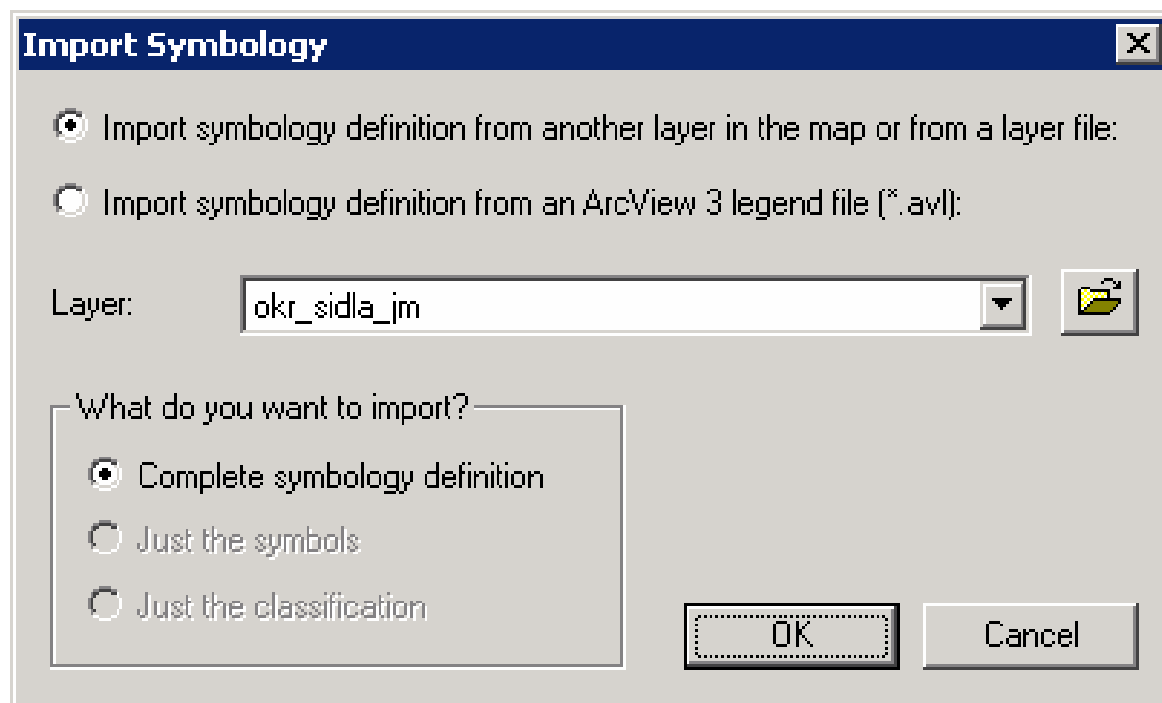 Import Symbology
Import symbology definition from another layer in the map or from a layer file:
Import symbology definition from an ArcView 3 legend file (*.avl):
Layer:
okr_sidla_jm
What do you want to import?
Complete symbology definition
Just the symbols
Just the classification
OK
Cancel